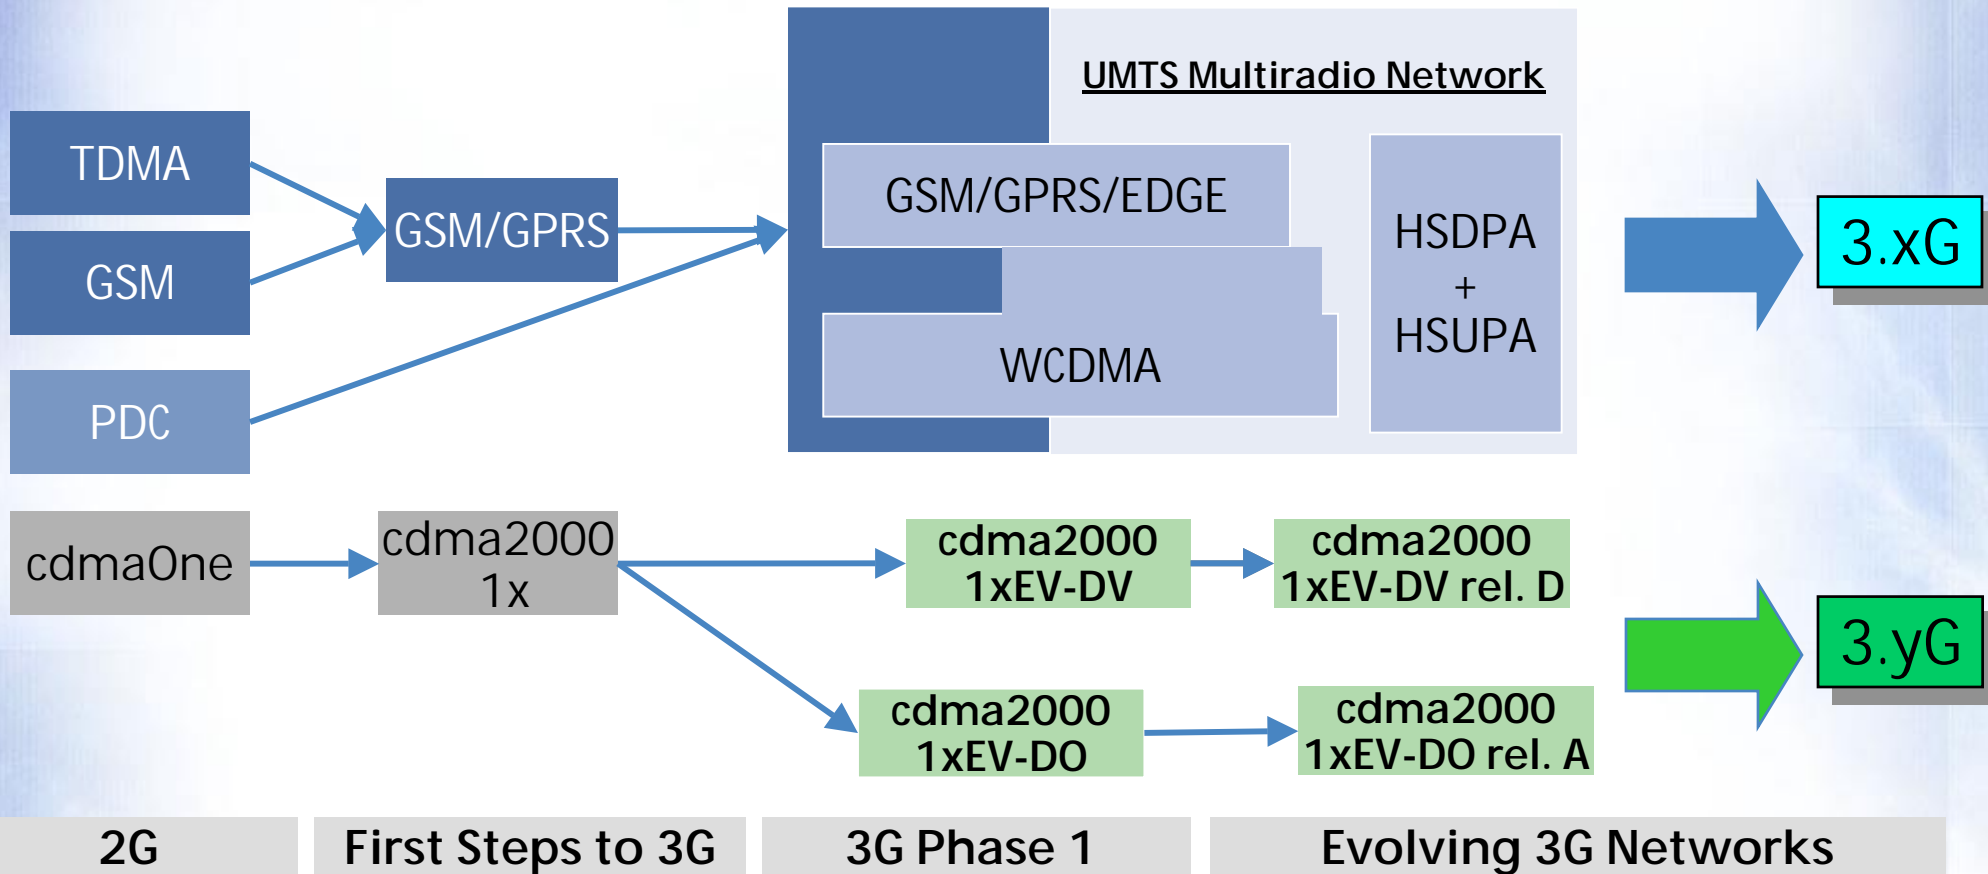 UMTS Multiradio Network
TDMA
GSM
PDC
GSM/GPRS
GSM/GPRS/EDGE
WCDMA
HSDPA
+
HSUPA
3.xG
cdmaOne
cdma2000
1x
cdma2000
1xEV-DV
cdma2000
1xEV-DV rel. D
cdma2000
1xEV-DO
cdma2000
1xEV-DO rel. A
3.yG
2G
First Steps to 3G
3G Phase 1
Evolving 3G Networks